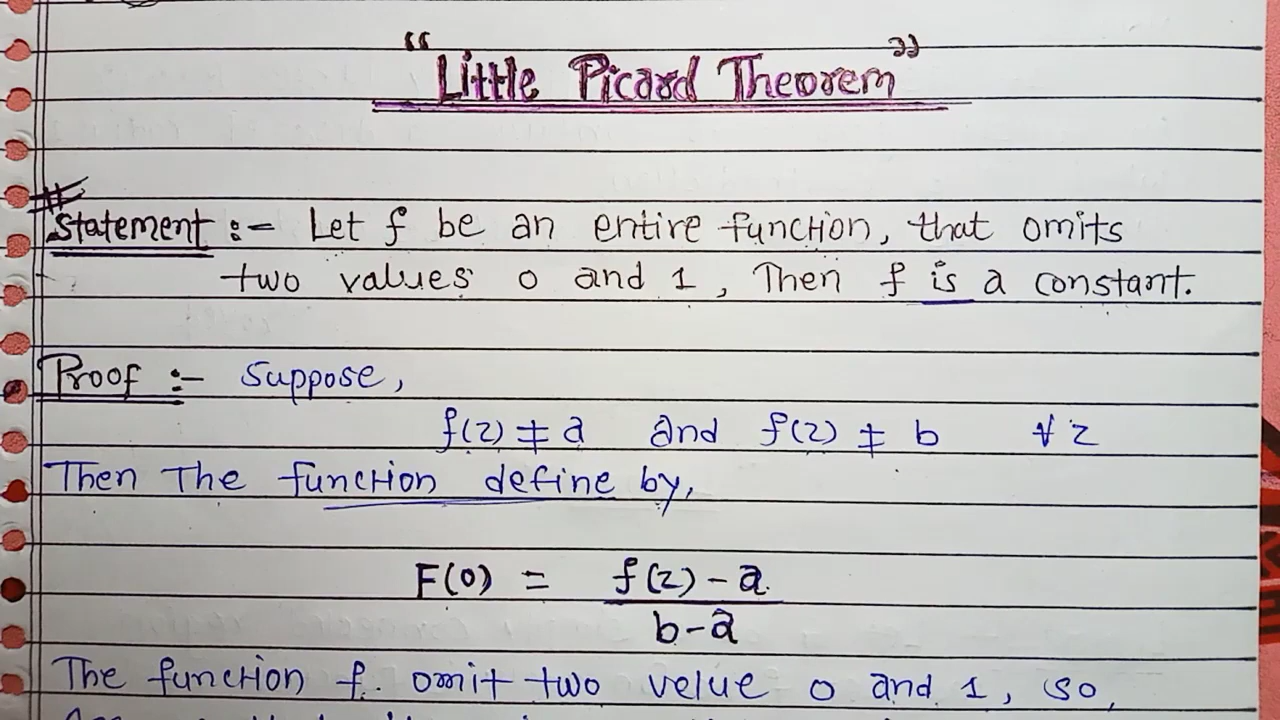 "Little Picard Theorem"
Statement :- Let f be an entire function, that omits
two values 0 and 1, Then f is a constant.
Proof :- Suppose,
f(z) ≠ a and f(z) ≠ b ∀ z
Then The function define by,
F(0) = f(z) - a / b - a
The function f. omit two velue 0 and 1, so,